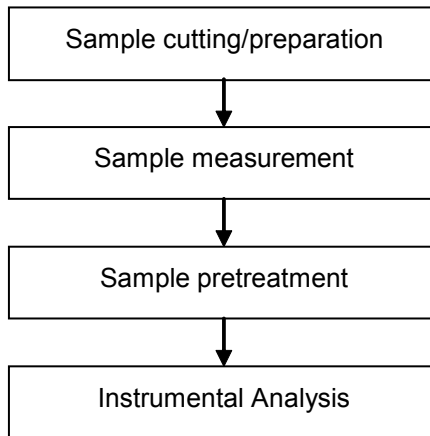 Sample cutting/preparation
Sample measurement
Sample pretreatment
Instrumental Analysis